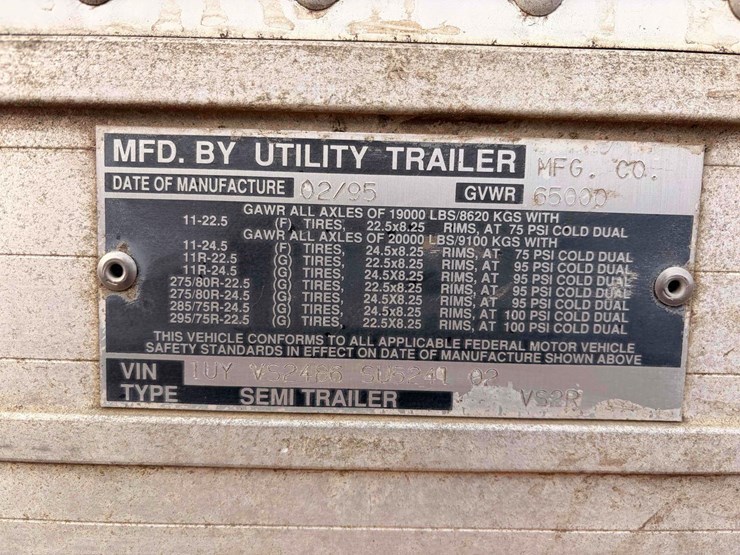 MFD. BY UTILITY TRAILER MFG. CO.
DATE OF MANUFACTURE 02/95 GVWR 65000
GAWR ALL AXLES OF 19000 LBS/8620 KGS WITH
11-22.5 (F) TIRES, 22.5x8.25 RIMS, AT 75 PSI COLD DUAL
GAWR ALL AXLES OF 20000 LBS/9100 KGS WITH
11-24.5 (F) TIRES, 24.5x8.25 RIMS, AT 75 PSI COLD DUAL
11R-22.5 (G) TIRES, 22.5x8.25 RIMS, AT 95 PSI COLD DUAL
11R-24.5 (G) TIRES, 24.5X8.25 RIMS, AT 95 PSI COLD DUAL
275/80R-22.5 (G) TIRES, 22.5X8.25 RIMS, AT 95 PSI COLD DUAL
275/80R-24.5 (G) TIRES, 24.5X8.25 RIMS, AT 95 PSI COLD DUAL
285/75R-24.5 (G) TIRES, 24.5X8.25 RIMS, AT 100 PSI COLD DUAL
295/75R-22.5 (G) TIRES, 22.5X8.25 RIMS, AT 100 PSI COLD DUAL
THIS VEHICLE CONFORMS TO ALL APPLICABLE FEDERAL MOTOR VEHICLE
SAFETY STANDARDS IN EFFECT ON DATE OF MANUFACTURE SHOWN ABOVE
VIN 1UY VS2486 02
TYPE SEMI TRAILER VS2R